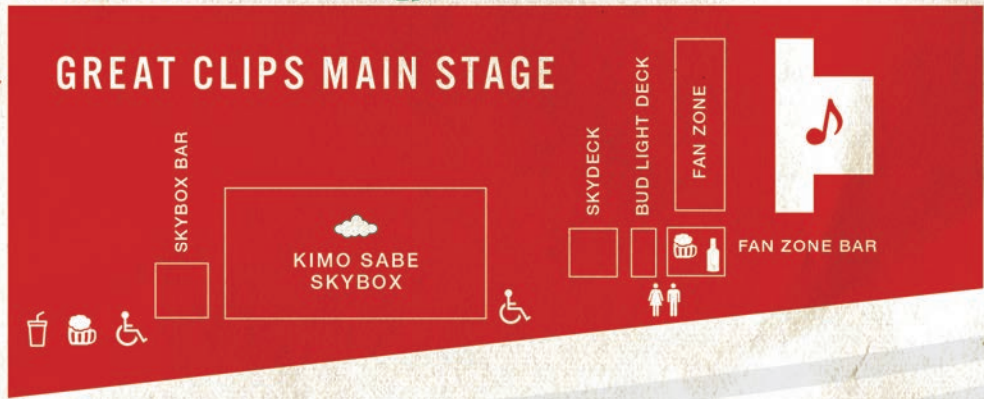 GREAT CLIPS MAIN STAGE
SKYBOX BAR
KIMO SABE
SKYBOX
SKYDECK
BUD LIGHT DECK
FAN ZONE
FAN ZONE BAR